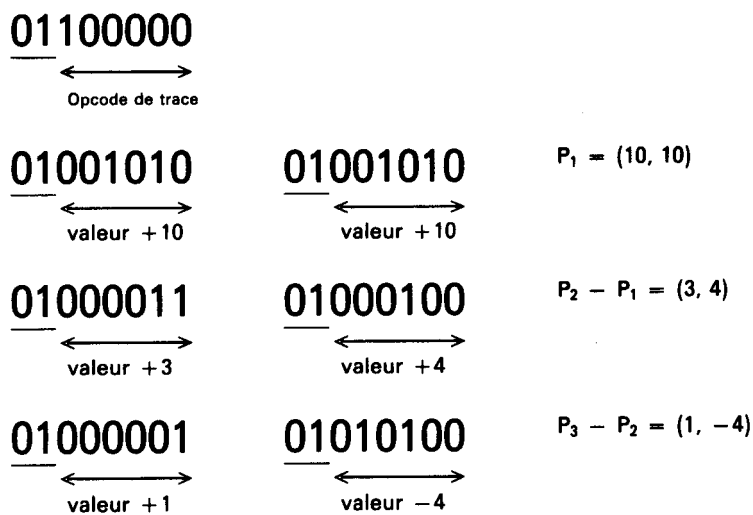 01100000
Opcode de trace
01001010 01001010 P₁ = (10, 10)
valeur +10 valeur +10
01000011 01000100 P₂ − P₁ = (3, 4)
valeur +3 valeur +4
01000001 01010100 P₃ − P₂ = (1, −4)
valeur +1 valeur −4